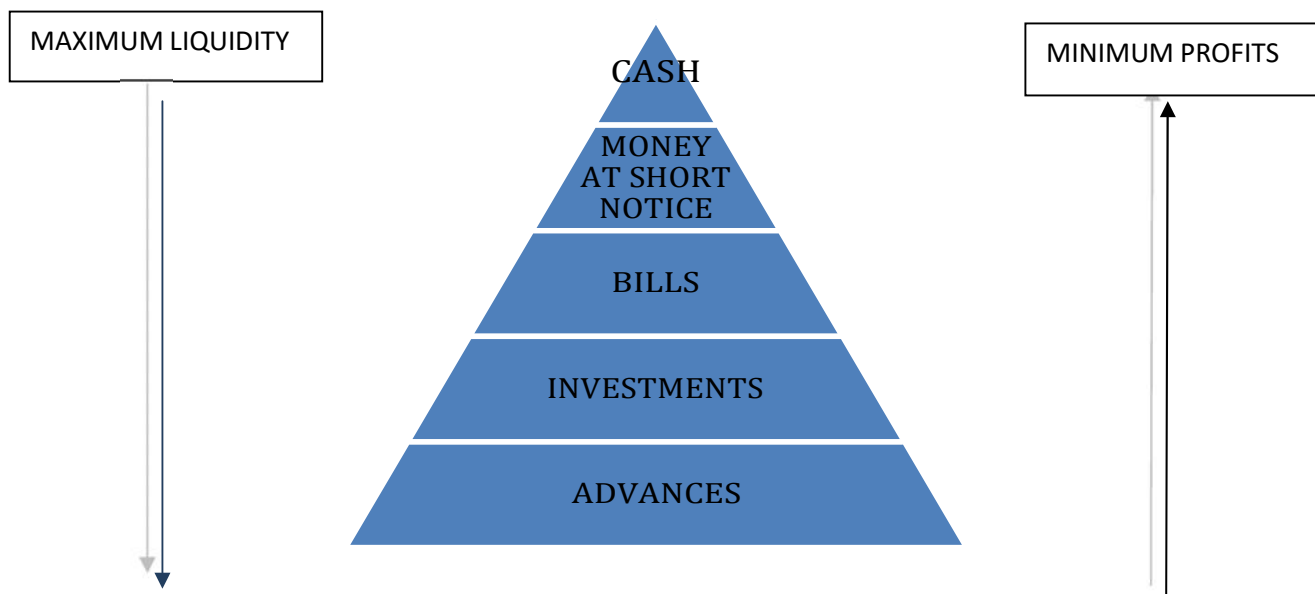 MAXIMUM LIQUIDITY
MINIMUM PROFITS
CASH
MONEY
AT SHORT
NOTICE
BILLS
INVESTMENTS
ADVANCES